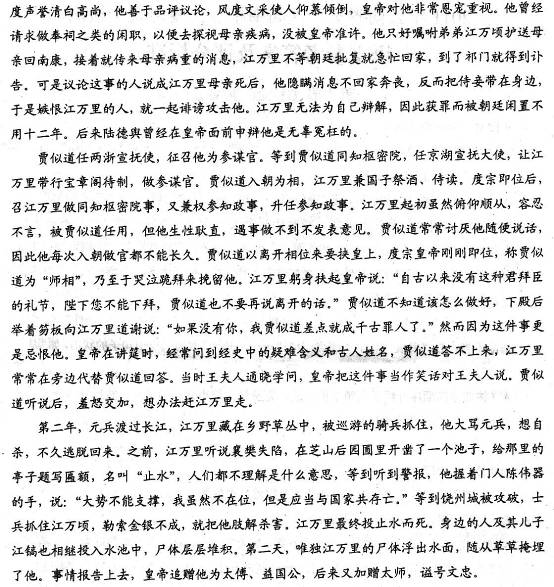 度声誉清白高尚，他善于品评议论，风度文采使人仰慕倾倒，皇帝对他非常恩宠重视。他曾经
请求做奉祠之类的闲职，以便去探视母亲疾病，没被皇帝准许。他只好嘱咐弟弟江万顷护送母
亲回南康，接着就传来母亲病重的消息，江万里不等朝廷批复就急忙回家，到了祁门就得到讣
告。可是议论这事的人说成江万里母亲死后，他隐瞒消息不回家奔丧，反而把侍妾带在身边，
于是嫉恨江万里的人，就一起诽谤攻击他。江万里无法为自己辩解，因此获罪而被朝廷闲置不
用十二年。后来陆德舆曾经在皇帝面前申辩他是无辜冤枉的。
贾似道任两浙宣抚使，征召他为参谋官。等到贾似道同知枢密院，任京湖宣抚大使，让江
万里带行宝章阁待制，做参谋官。贾似道入朝为相，江万里兼国子祭酒、侍读。度宗即位后，
召江万里做同知枢密院事，又兼权参知政事，升任参知政事。江万里起初虽然俯仰顺从，容忍
不言，被贾似道任用，但他生性耿直，遇事做不到不发表意见。贾似道常常讨厌他随便说话，
因此他每次入朝做官都不能长久。贾似道以离开相位来要挟皇上，度宗皇帝刚刚即位，称贾似
道为“师相”，乃至于哭泣跪拜来挽留他。江万里躬身扶起皇帝说：“自古以来没有这种君拜臣
的礼节，陛下您不能下拜，贾似道也不要再说离开的话。”贾似道不知道该怎么做好，下殿后
举着笏板向江万里道谢说：“如果没有你，我贾似道差点就成千古罪人了。”然而因为这件事更
是忌恨他。皇帝在讲筵时，经常问到经史中的疑难含义和古人姓名，贾似道答不上来，江万里
常常在旁边代替贾似道回答。当时王夫人通晓学问，皇帝把这件事当作笑话对王夫人说。贾似
道听说后，羞怒交加，想办法赶江万里走。
第二年，元兵渡过长江，江万里藏在乡野草丛中，被巡游的骑兵抓住，他大骂元兵，想自
杀，不久逃脱回来。之前，江万里听说襄樊失陷，在芝山后园圃里开凿了一个池子，给那里的
亭子题写匾额，名叫“止水”，人们都不理解是什么意思，等到听到警报，他握着门人陈伟器
的手，说：“大势不能支撑，我虽然不在位，但是应当与国家共存亡。”等到饶州城被攻破，士
兵抓住江万顷，勒索金银不成，就把他肢解杀害。江万里最终投止水而死。身边的人及其儿子
江镐也相继投入水池中，尸体层层堆积。第二天，唯独江万里的尸体浮出水面，随从草草掩埋
了他。事情报告上去，皇帝追赠他为太傅、益国公，后来又加赠太师，谥号文忠。